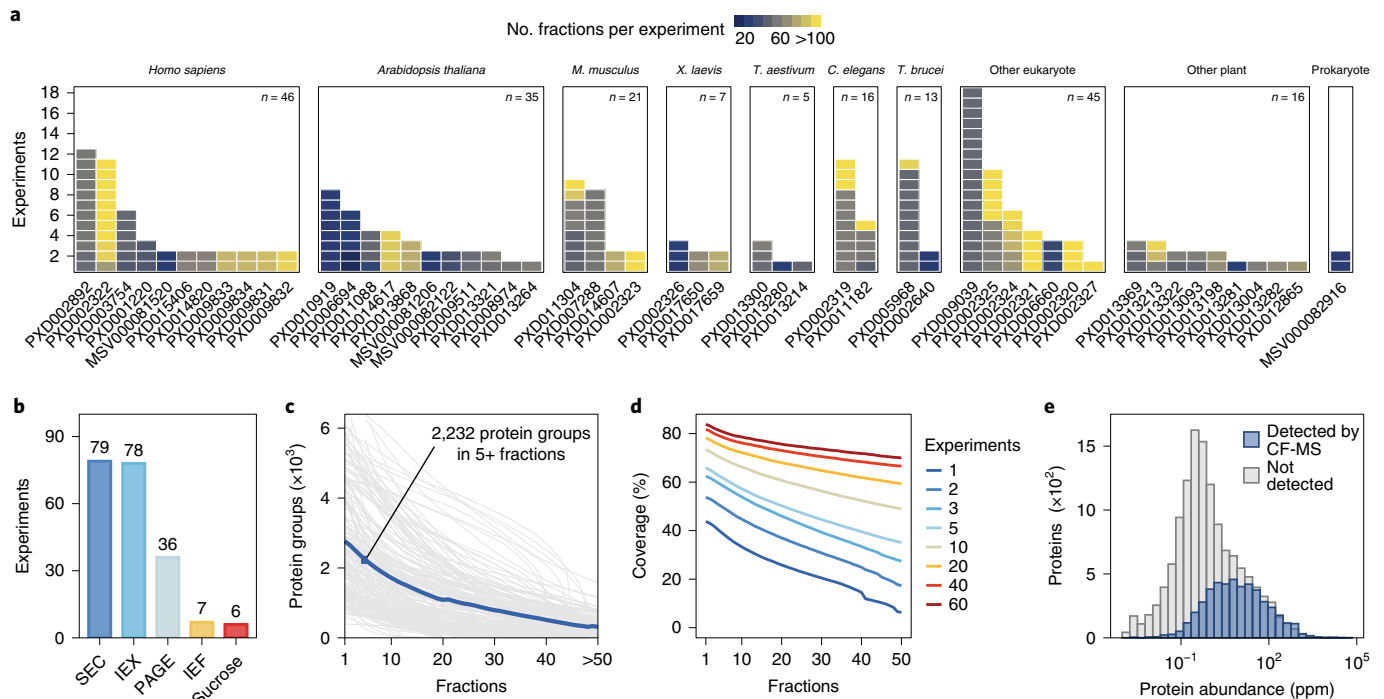 a
No. fractions per experiment
20 60 >100
Homo sapiens Arabidopsis thaliana M. musculus X. laevis T. aestivum C. elegans T. brucei Other eukaryote Other plant Prokaryote
n = 46 n = 35 n = 21 n = 7 n = 5 n = 16 n = 13 n = 45 n = 16
Experiments
18
16
14
12
10
8
6
4
2
PXD002892 PXD002322 PXD003754 PXD001220 MSV000081520 PXD015406 PXD014820 PXD009833 PXD009834 PXD009831 PXD009832
PXD010919 PXD006694 PXD011088 PXD014617 PXD013868 MSV000081206 MSV000082122 PXD009511 PXD013321 PXD008974 PXD013264
PXD011304 PXD007288 PXD014607 PXD002323
PXD002326 PXD017650 PXD017659
PXD013300 PXD013280 PXD013214
PXD002319 PXD011182
PXD005968 PXD002640
PXD009039 PXD002325 PXD002324 PXD002321 PXD006660 PXD002320 PXD002327
PXD013369 PXD013213 PXD013322 PXD013093 PXD013198 PXD013281 PXD013004 PXD013282 PXD012865
MSV000082916
b
Experiments
90
60
30
0
79 78 36 7 6
SEC IEX PAGE IEF Sucrose
c
Protein groups (×10³)
6
4
2
0
2,232 protein groups
in 5+ fractions
1 10 20 30 40 >50
Fractions
d
Coverage (%)
80
60
40
20
0
1 10 20 30 40 50
Fractions
Experiments
1
2
3
5
10
20
40
60
e
Proteins (×10²)
15
10
5
0
Detected by
CF-MS
Not
detected
10⁻¹ 10² 10⁵
Protein abundance (ppm)